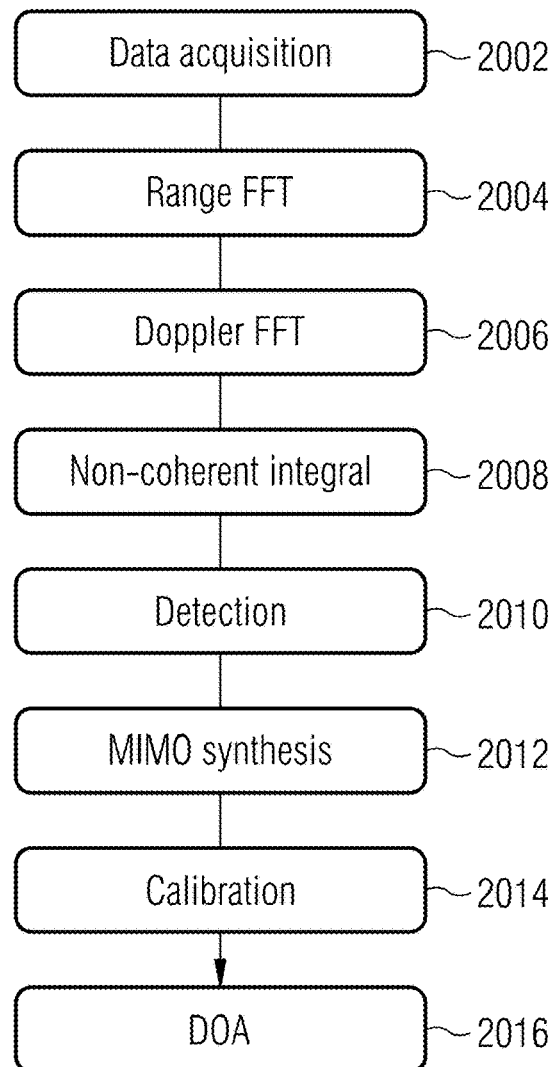 Data acquisition 2002
Range FFT 2004
Doppler FFT 2006
Non-coherent integral 2008
Detection 2010
MIMO synthesis 2012
Calibration 2014
DOA 2016